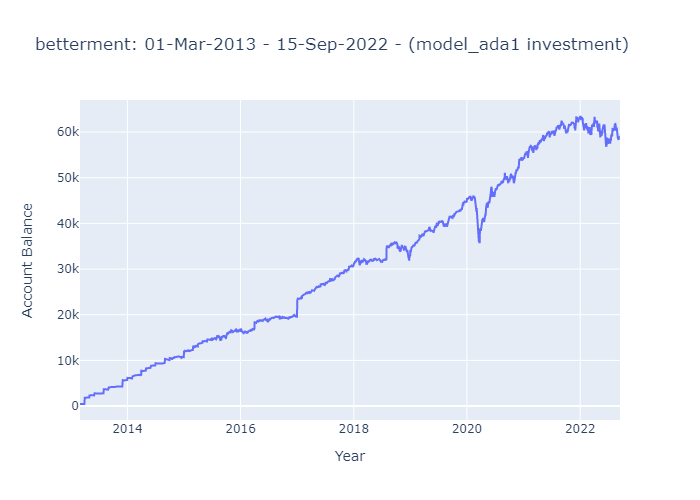 betterment: 01-Mar-2013 - 15-Sep-2022 - (model_ada1 investment)
60k
50k
40k
30k
20k
10k
0
Account Balance
2014 2016 2018 2020 2022
Year